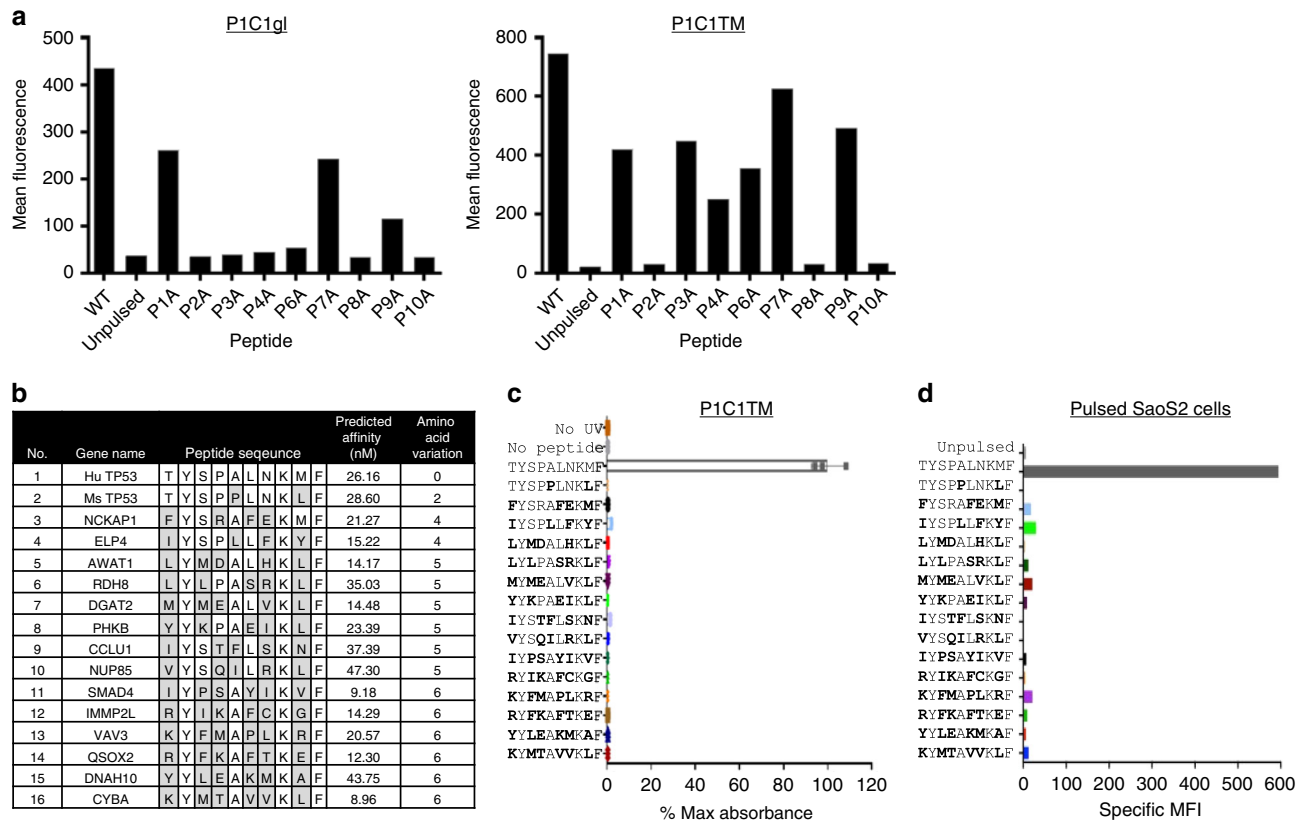 a
P1C1gl
Mean fluorescence
500
400
300
200
100
0
WT
Unpulsed
P1A
P2A
P3A
P4A
P6A
P7A
P8A
P9A
P10A
Peptide
P1C1TM
Mean fluorescence
800
600
400
200
0
WT
Unpulsed
P1A
P2A
P3A
P4A
P6A
P7A
P8A
P9A
P10A
Peptide
b
No. Gene name Peptide seqeunce Predicted affinity (nM) Amino acid variation
1 Hu TP53 T Y S P A L N K M F 26.16 0
2 Ms TP53 T Y S P P L N K L F 28.60 2
3 NCKAP1 F Y S R A F E K M F 21.27 4
4 ELP4 I Y S P L L F K Y F 15.22 4
5 AWAT1 L Y M D A L H K L F 14.17 5
6 RDH8 L Y L P A S R K L F 35.03 5
7 DGAT2 M Y M E A L V K L F 14.48 5
8 PHKB Y Y K P A E I K L F 23.39 5
9 CCLU1 I Y S T F L S K N F 37.39 5
10 NUP85 V Y S Q I L R K L F 47.30 5
11 SMAD4 I Y P S A Y I K V F 9.18 6
12 IMMP2L R Y I K A F C K G F 14.29 6
13 VAV3 K Y F M A P L K R F 20.57 6
14 QSOX2 R Y F K A F T K E F 12.30 6
15 DNAH10 Y Y L E A K M K A F 43.75 6
16 CYBA K Y M T A V V K L F 8.96 6
c
P1C1TM
No UV
No peptide
TYSPALNKMF
TYSPPLNKLF
FYSRAFEKMF
IYSPLLFKYF
LYMDALHKLF
LYLPASRKLF
MYMEALVKLF
YYKPAEIKLF
IYSTFLSKNF
VYSQILRKLF
IYPSAYIKVF
RYIKAFCKGF
KYFMAPLKRF
RYFKAFTKEF
YYLEAKMKAF
KYMTAVVKLF
0 20 40 60 80 100 120
% Max absorbance
d
Pulsed SaoS2 cells
Unpulsed
TYSPALNKMF
TYSPPLNKLF
FYSRAFEKMF
IYSPLLFKYF
LYMDALHKLF
LYLPASRKLF
MYMEALVKLF
YYKPAEIKLF
IYSTFLSKNF
VYSQILRKLF
IYPSAYIKVF
RYIKAFCKGF
KYFMAPLKRF
RYFKAFTKEF
YYLEAKMKAF
KYMTAVVKLF
0 100 200 300 400 500 600
Specific MFI